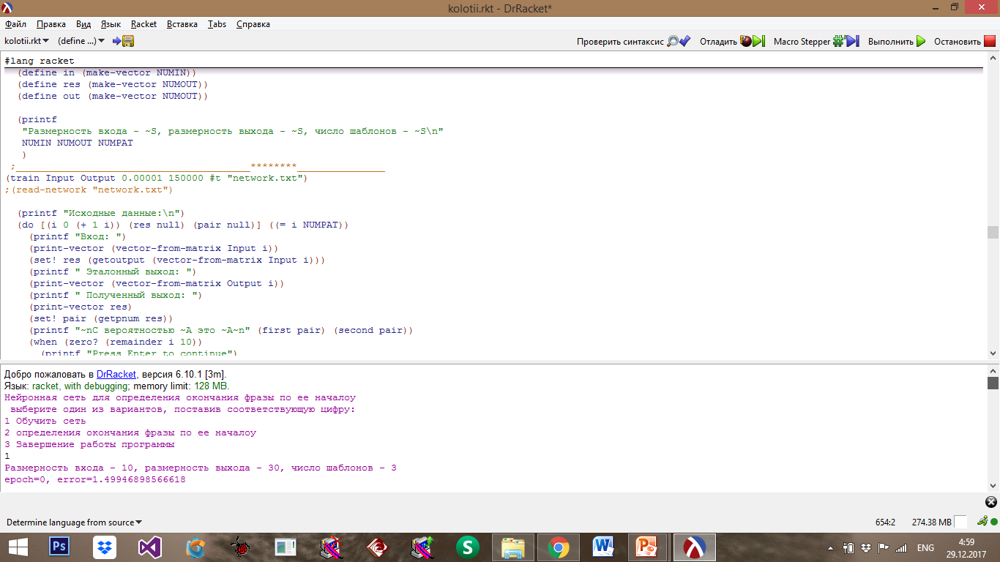 kolotii.rkt - DrRacket*
Файл Правка Вид Язык Racket Вставка Tabs Справка
kolotii.rkt (define ...) Проверить синтаксис Отладить Macro Stepper Выполнить Остановить
#lang racket
(define in (make-vector NUMIN))
(define res (make-vector NUMOUT))
(define out (make-vector NUMOUT))
(printf
"Размерность входа - ~S, размерность выхода - ~S, число шаблонов - ~S\n"
NUMIN NUMOUT NUMPAT
)
;________________________________________********_______________
(train Input Output 0.00001 150000 #t "network.txt")
;(read-network "network.txt")
(printf "Исходные данные:\n")
(do [(i 0 (+ 1 i)) (res null) (pair null)] ((= i NUMPAT))
(printf "Вход: ")
(print-vector (vector-from-matrix Input i))
(set! res (getoutput (vector-from-matrix Input i)))
(printf " Эталонный выход: ")
(print-vector (vector-from-matrix Output i))
(printf " Полученный выход: ")
(print-vector res)
(set! pair (getpnum res))
(printf "~nС вероятностью ~A это ~A~n" (first pair) (second pair))
(when (zero? (remainder i 10))
(printf "Press Enter to continue")
Добро пожаловать в DrRacket, версия 6.10.1 [3m].
Язык: racket, with debugging; memory limit: 128 MB.
Нейронная сеть для определения окончания фразы по ее началоу
выберите один из вариантов, поставив соответствующую цифру:
1 Обучить сеть
2 определения окончания фразы по ее началоу
3 Завершение работы программы
1
Размерность входа - 10, размерность выхода - 30, число шаблонов - 3
epoch=0, error=1.49946898566618
Determine language from source 654:2 274.38 MB
Ps S W P ENG 4:59
29.12.2017